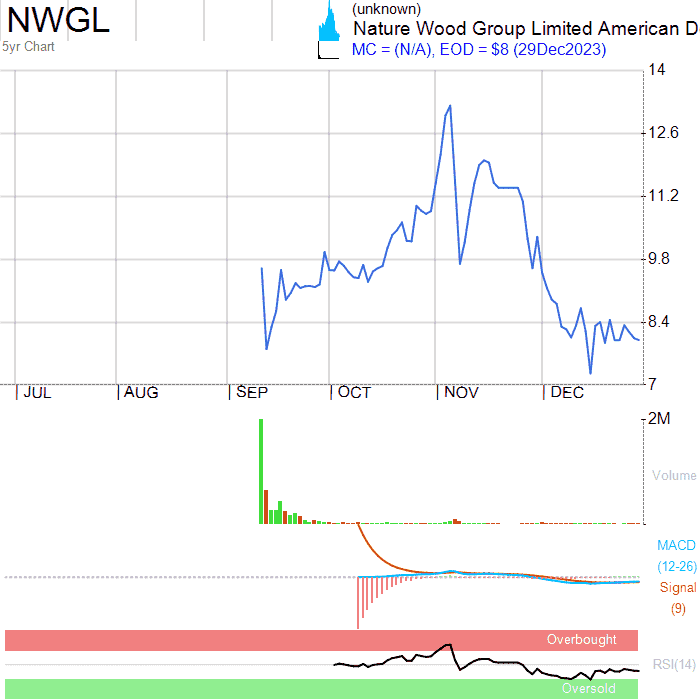 NWGL
(unknown)
Nature Wood Group Limited American D
5yr Chart
MC = (N/A), EOD = $8 (29Dec2023)
14
12.6
11.2
9.8
8.4
7
JUL AUG SEP OCT NOV DEC
2M
Volume
MACD
(12-26)
Signal
(9)
Overbought
RSI(14)
Oversold